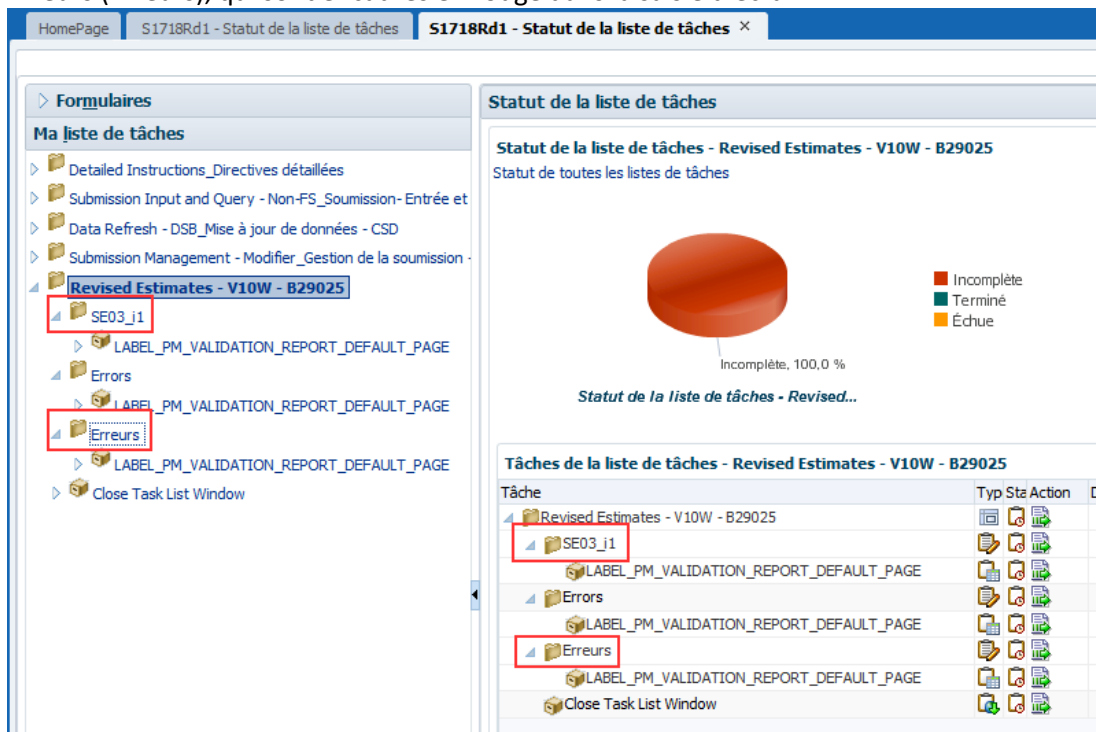 HomePage
S1718Rd1 - Statut de la liste de tâches
S1718Rd1 - Statut de la liste de tâches ×
Formulaires
Ma liste de tâches
Detailed Instructions_Directives détaillées
Submission Input and Query - Non-FS_Soumission- Entrée et
Data Refresh - DSB_Mise à jour de données - CSD
Submission Management - Modifier_Gestion de la soumission -
Revised Estimates - V10W - B29025
SE03_i1
LABEL_PM_VALIDATION_REPORT_DEFAULT_PAGE
Errors
LABEL_PM_VALIDATION_REPORT_DEFAULT_PAGE
Erreurs
LABEL_PM_VALIDATION_REPORT_DEFAULT_PAGE
Close Task List Window
Statut de la liste de tâches
Statut de la liste de tâches - Revised Estimates - V10W - B29025
Statut de toutes les listes de tâches
Incomplète
Terminé
Échue
Incomplète, 100,0 %
Statut de la liste de tâches - Revised...
Tâches de la liste de tâches - Revised Estimates - V10W - B29025
Tâche Typ Sta Action
Revised Estimates - V10W - B29025
SE03_i1
LABEL_PM_VALIDATION_REPORT_DEFAULT_PAGE
Errors
LABEL_PM_VALIDATION_REPORT_DEFAULT_PAGE
Erreurs
LABEL_PM_VALIDATION_REPORT_DEFAULT_PAGE
Close Task List Window